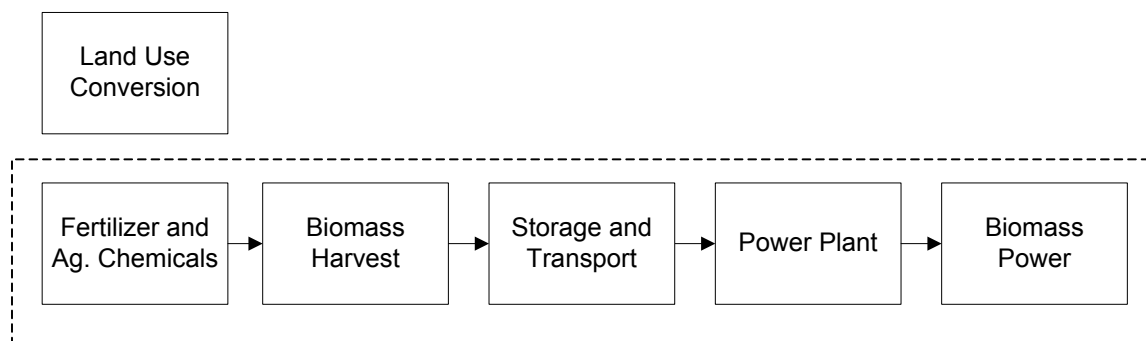 Land Use
Conversion
Fertilizer and
Ag. Chemicals
Biomass
Harvest
Storage and
Transport
Power Plant
Biomass
Power